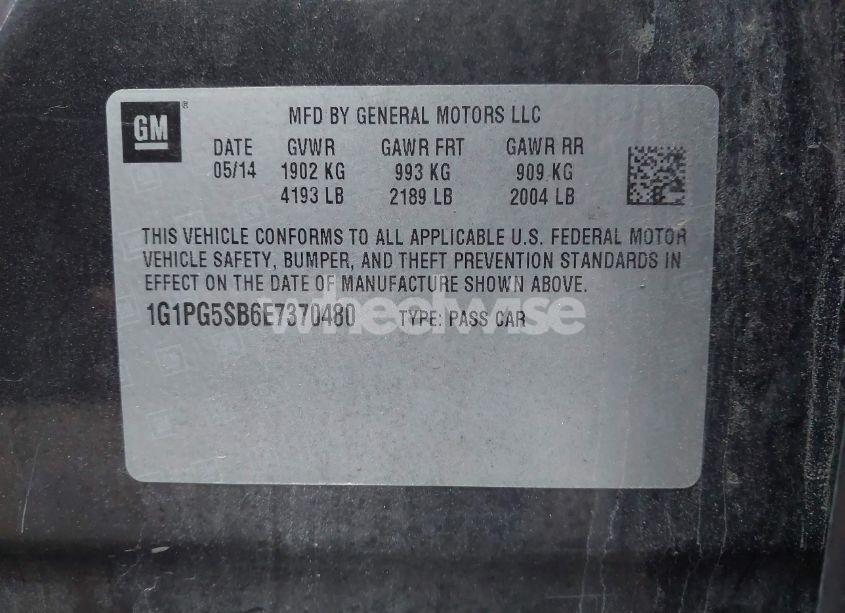 GM®
MFD BY GENERAL MOTORS LLC
DATE GVWR GAWR FRT GAWR RR
05/14 1902 KG 993 KG 909 KG
4193 LB 2189 LB 2004 LB
THIS VEHICLE CONFORMS TO ALL APPLICABLE U.S. FEDERAL MOTOR
VEHICLE SAFETY, BUMPER, AND THEFT PREVENTION STANDARDS IN
EFFECT ON THE DATE OF MANUFACTURE SHOWN ABOVE.
1G1PG5SB6E7370480 TYPE: PASS CAR
wheelwise